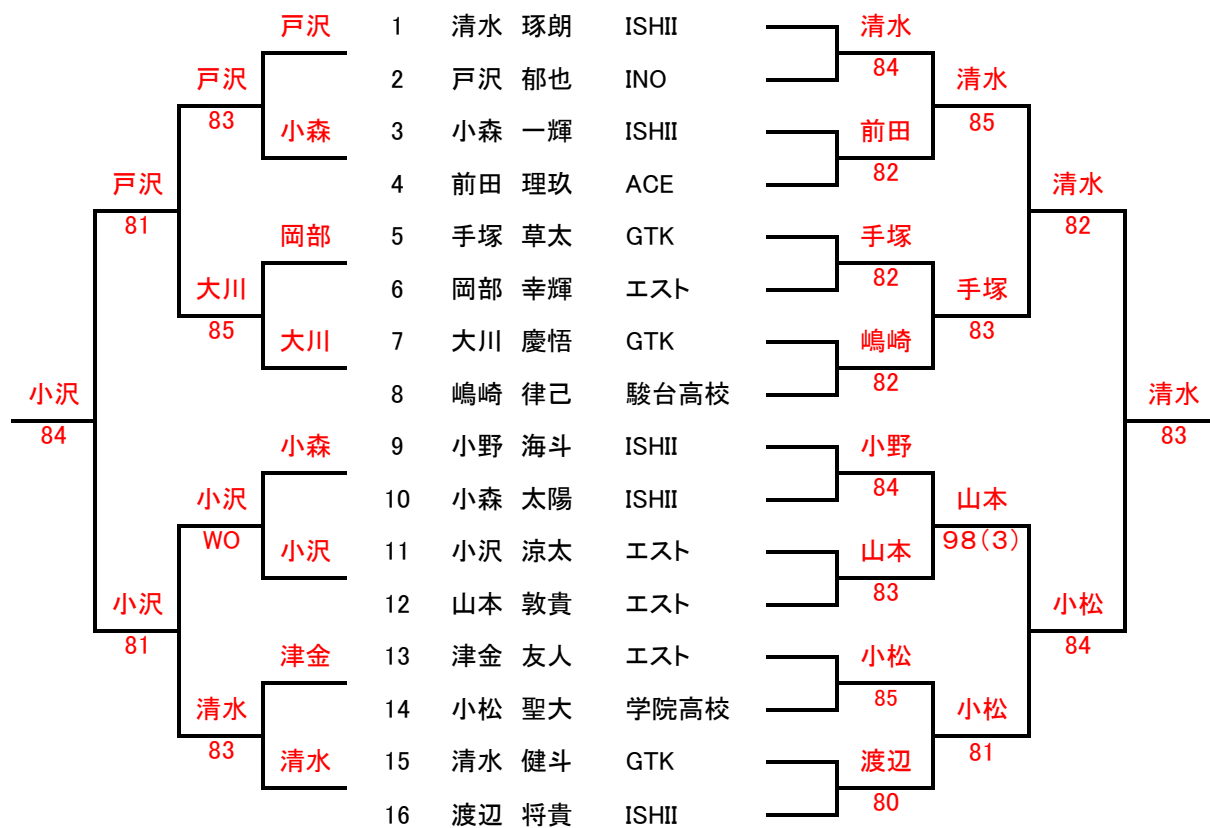 戸沢 1 清水 琢朗 ISHII 清水
戸沢 84 清水
2 戸沢 郁也 INO
83 85
小森 3 小森 一輝 ISHII 前田
82
戸沢 4 前田 理玖 ACE 清水
81 82
岡部 5 手塚 草太 GTK 手塚
82
大川 6 岡部 幸輝 エスト 手塚
85 83
大川 7 大川 慶悟 GTK 嶋崎
82
小沢 8 嶋崎 律己 駿台高校 清水
84 83
小森 9 小野 海斗 ISHII 小野
84
小沢 10 小森 太陽 ISHII 山本
WO 98(3)
小沢 11 小沢 涼太 エスト 山本
83
小沢 12 山本 敦貴 エスト 小松
81 84
津金 13 津金 友人 エスト 小松
85
清水 14 小松 聖大 学院高校 小松
83 81
清水 15 清水 健斗 GTK 渡辺
80
16 渡辺 将貴 ISHII